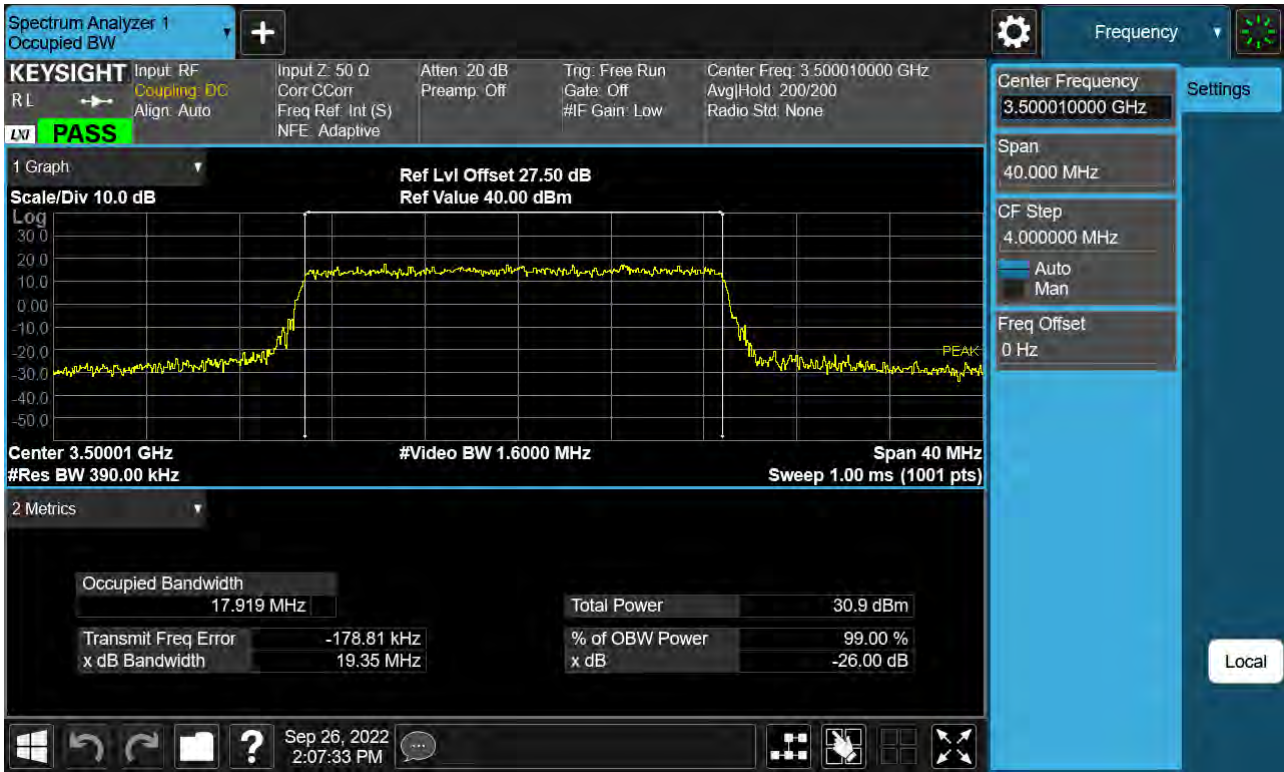 Spectrum Analyzer 1
Occupied BW
Frequency
KEYSIGHT
RL
LXI
PASS
Input: RF
Coupling: DC
Align: Auto
Input Z: 50 Ω
Corr CCorr
Freq Ref: Int (S)
NFE: Adaptive
Atten: 20 dB
Preamp: Off
Trig: Free Run
Gate: Off
#IF Gain: Low
Center Freq: 3.500010000 GHz
Avg|Hold: 200/200
Radio Std: None
Center Frequency
3.500010000 GHz
Settings
Span
40.000 MHz
CF Step
4.000000 MHz
Auto
Man
Freq Offset
0 Hz
Local
1 Graph
Scale/Div 10.0 dB
Ref Lvl Offset 27.50 dB
Ref Value 40.00 dBm
Log
30.0
20.0
10.0
0.00
-10.0
-20.0
-30.0
-40.0
-50.0
PEAK
Center 3.50001 GHz
#Video BW 1.6000 MHz
Span 40 MHz
#Res BW 390.00 kHz
Sweep 1.00 ms (1001 pts)
2 Metrics
Occupied Bandwidth
17.919 MHz
Total Power 30.9 dBm
Transmit Freq Error -178.81 kHz
% of OBW Power 99.00 %
x dB Bandwidth 19.35 MHz
x dB -26.00 dB
?
Sep 26, 2022
2:07:33 PM